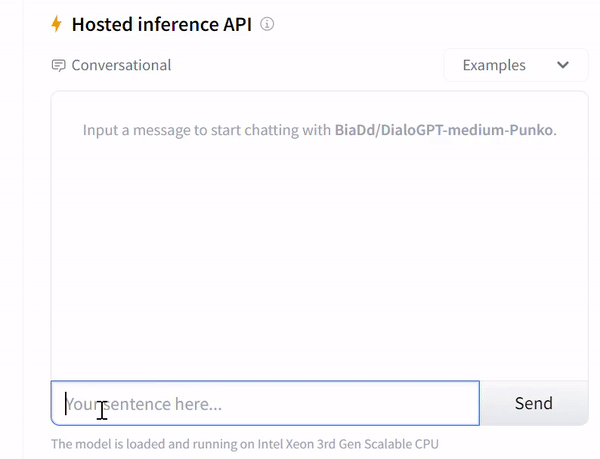 Hosted inference API
Conversational
Examples
Input a message to start chatting with BiaDd/DialoGPT-medium-Punko.
Your sentence here...
Send
The model is loaded and running on Intel Xeon 3rd Gen Scalable CPU